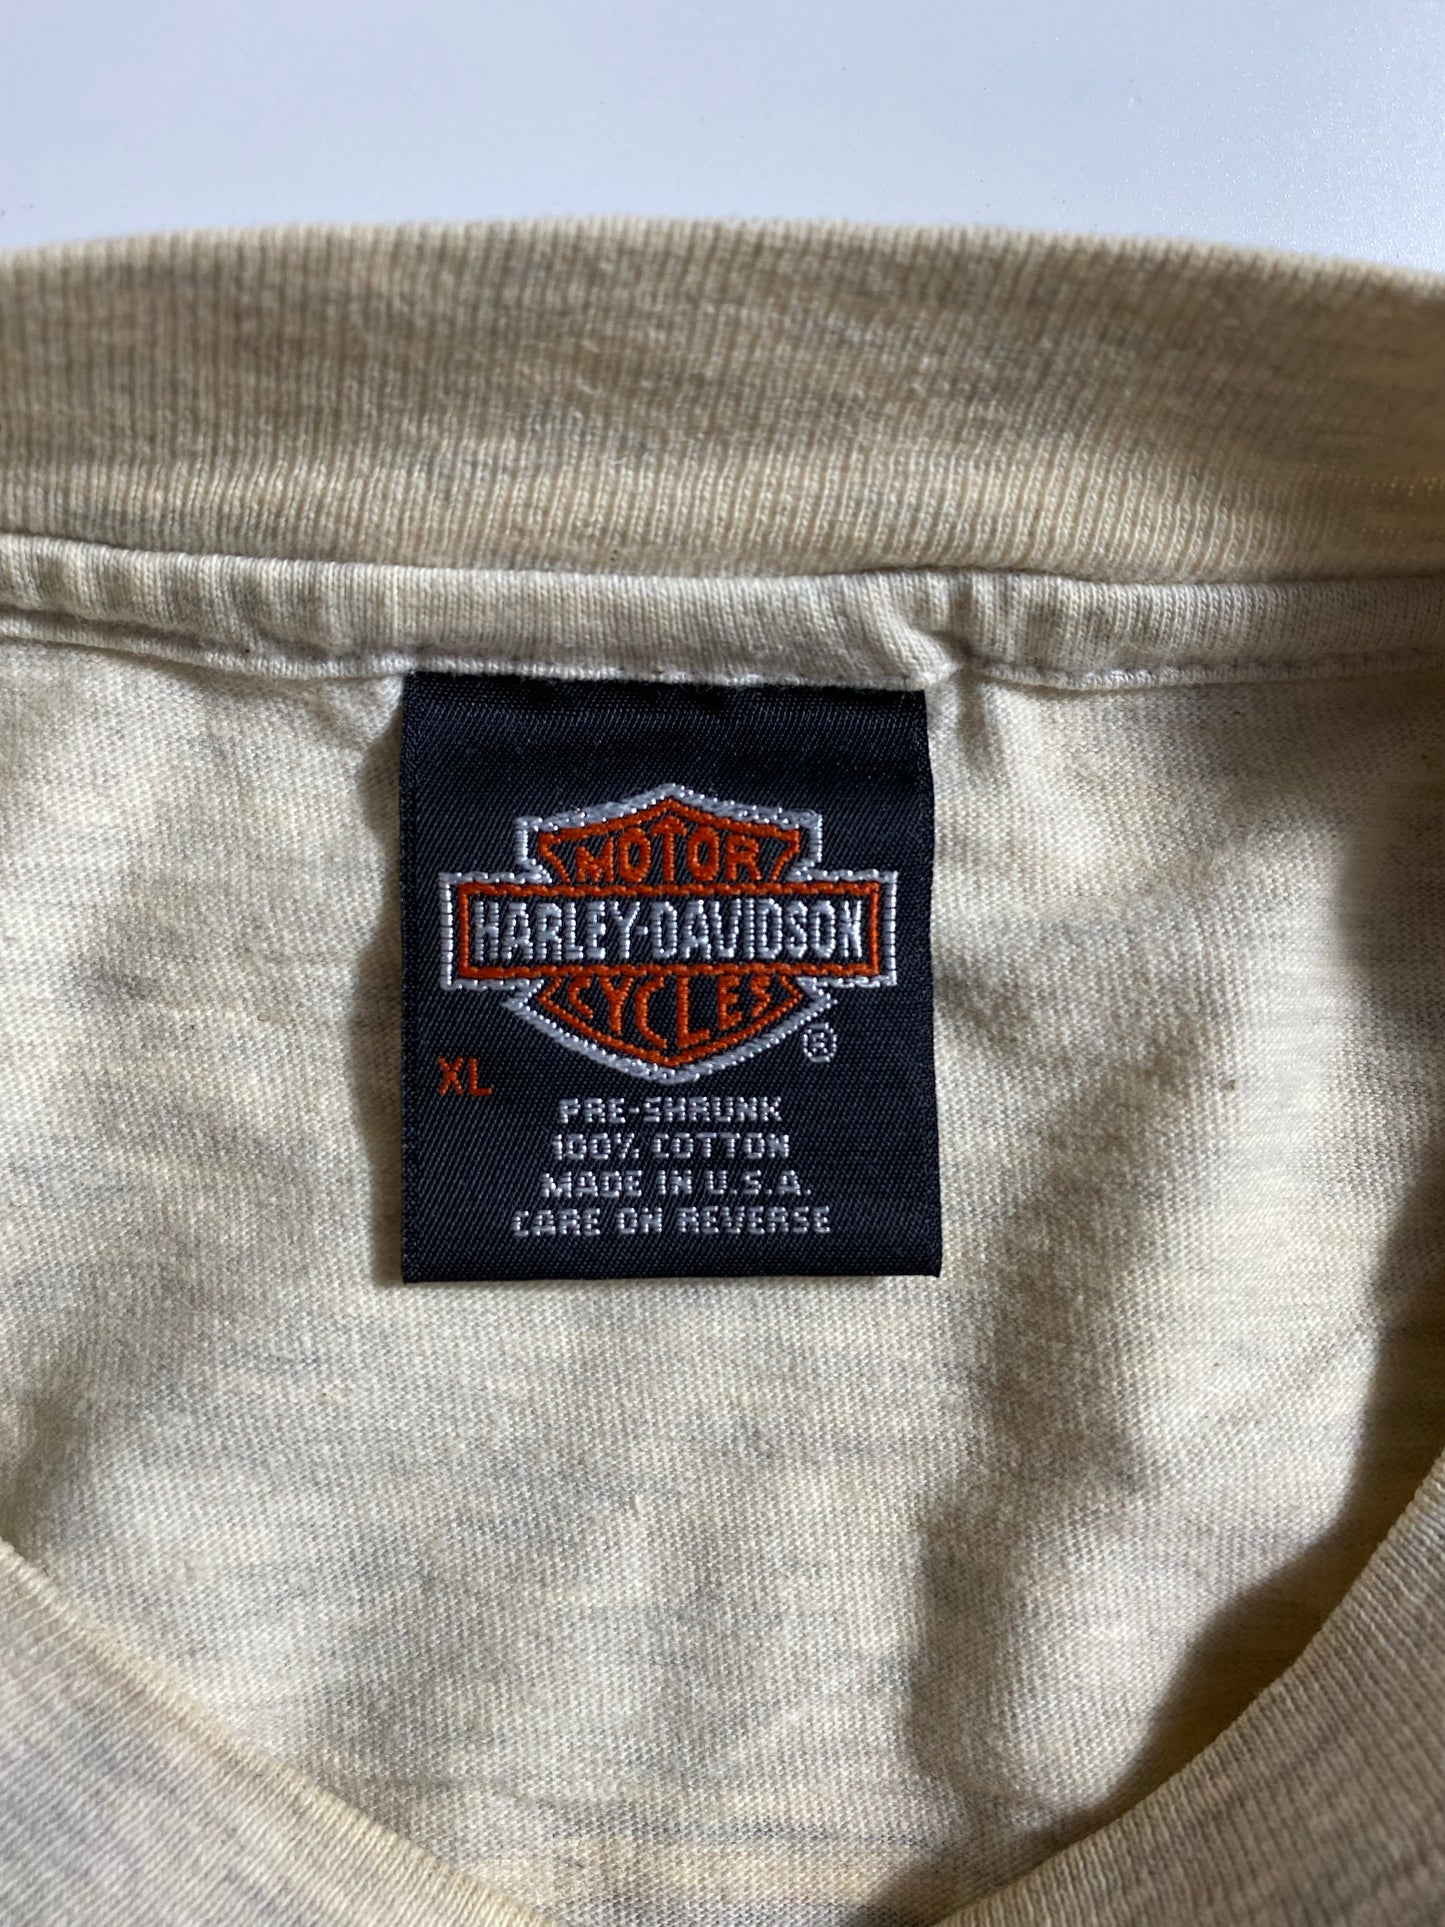 MOTOR
HARLEY-DAVIDSON
CYCLES
®
XL
PRE-SHRUNK
100% COTTON
MADE IN U.S.A.
CARE ON REVERSE